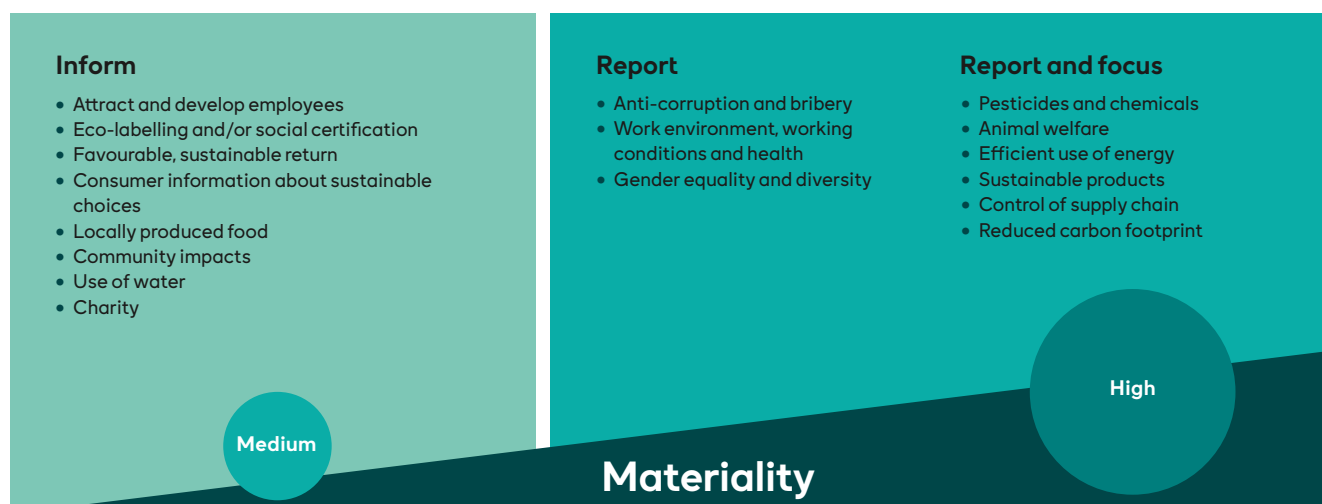 Inform
• Attract and develop employees
• Eco-labelling and/or social certification
• Favourable, sustainable return
• Consumer information about sustainable
choices
• Locally produced food
• Community impacts
• Use of water
• Charity
Medium
Report
• Anti-corruption and bribery
• Work environment, working
conditions and health
• Gender equality and diversity
Report and focus
• Pesticides and chemicals
• Animal welfare
• Efficient use of energy
• Sustainable products
• Control of supply chain
• Reduced carbon footprint
High
Materiality